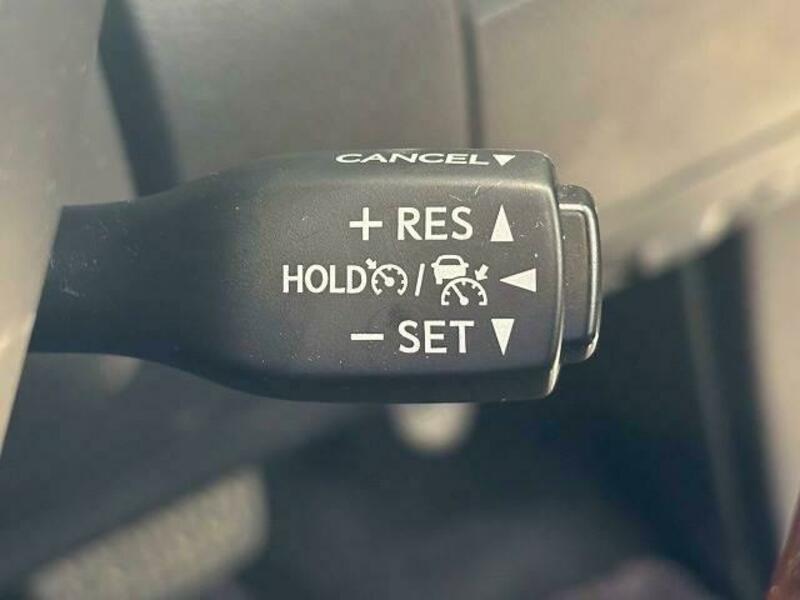 CANCEL▼
+ RES ▲
HOLD / ◀
− SET ▼